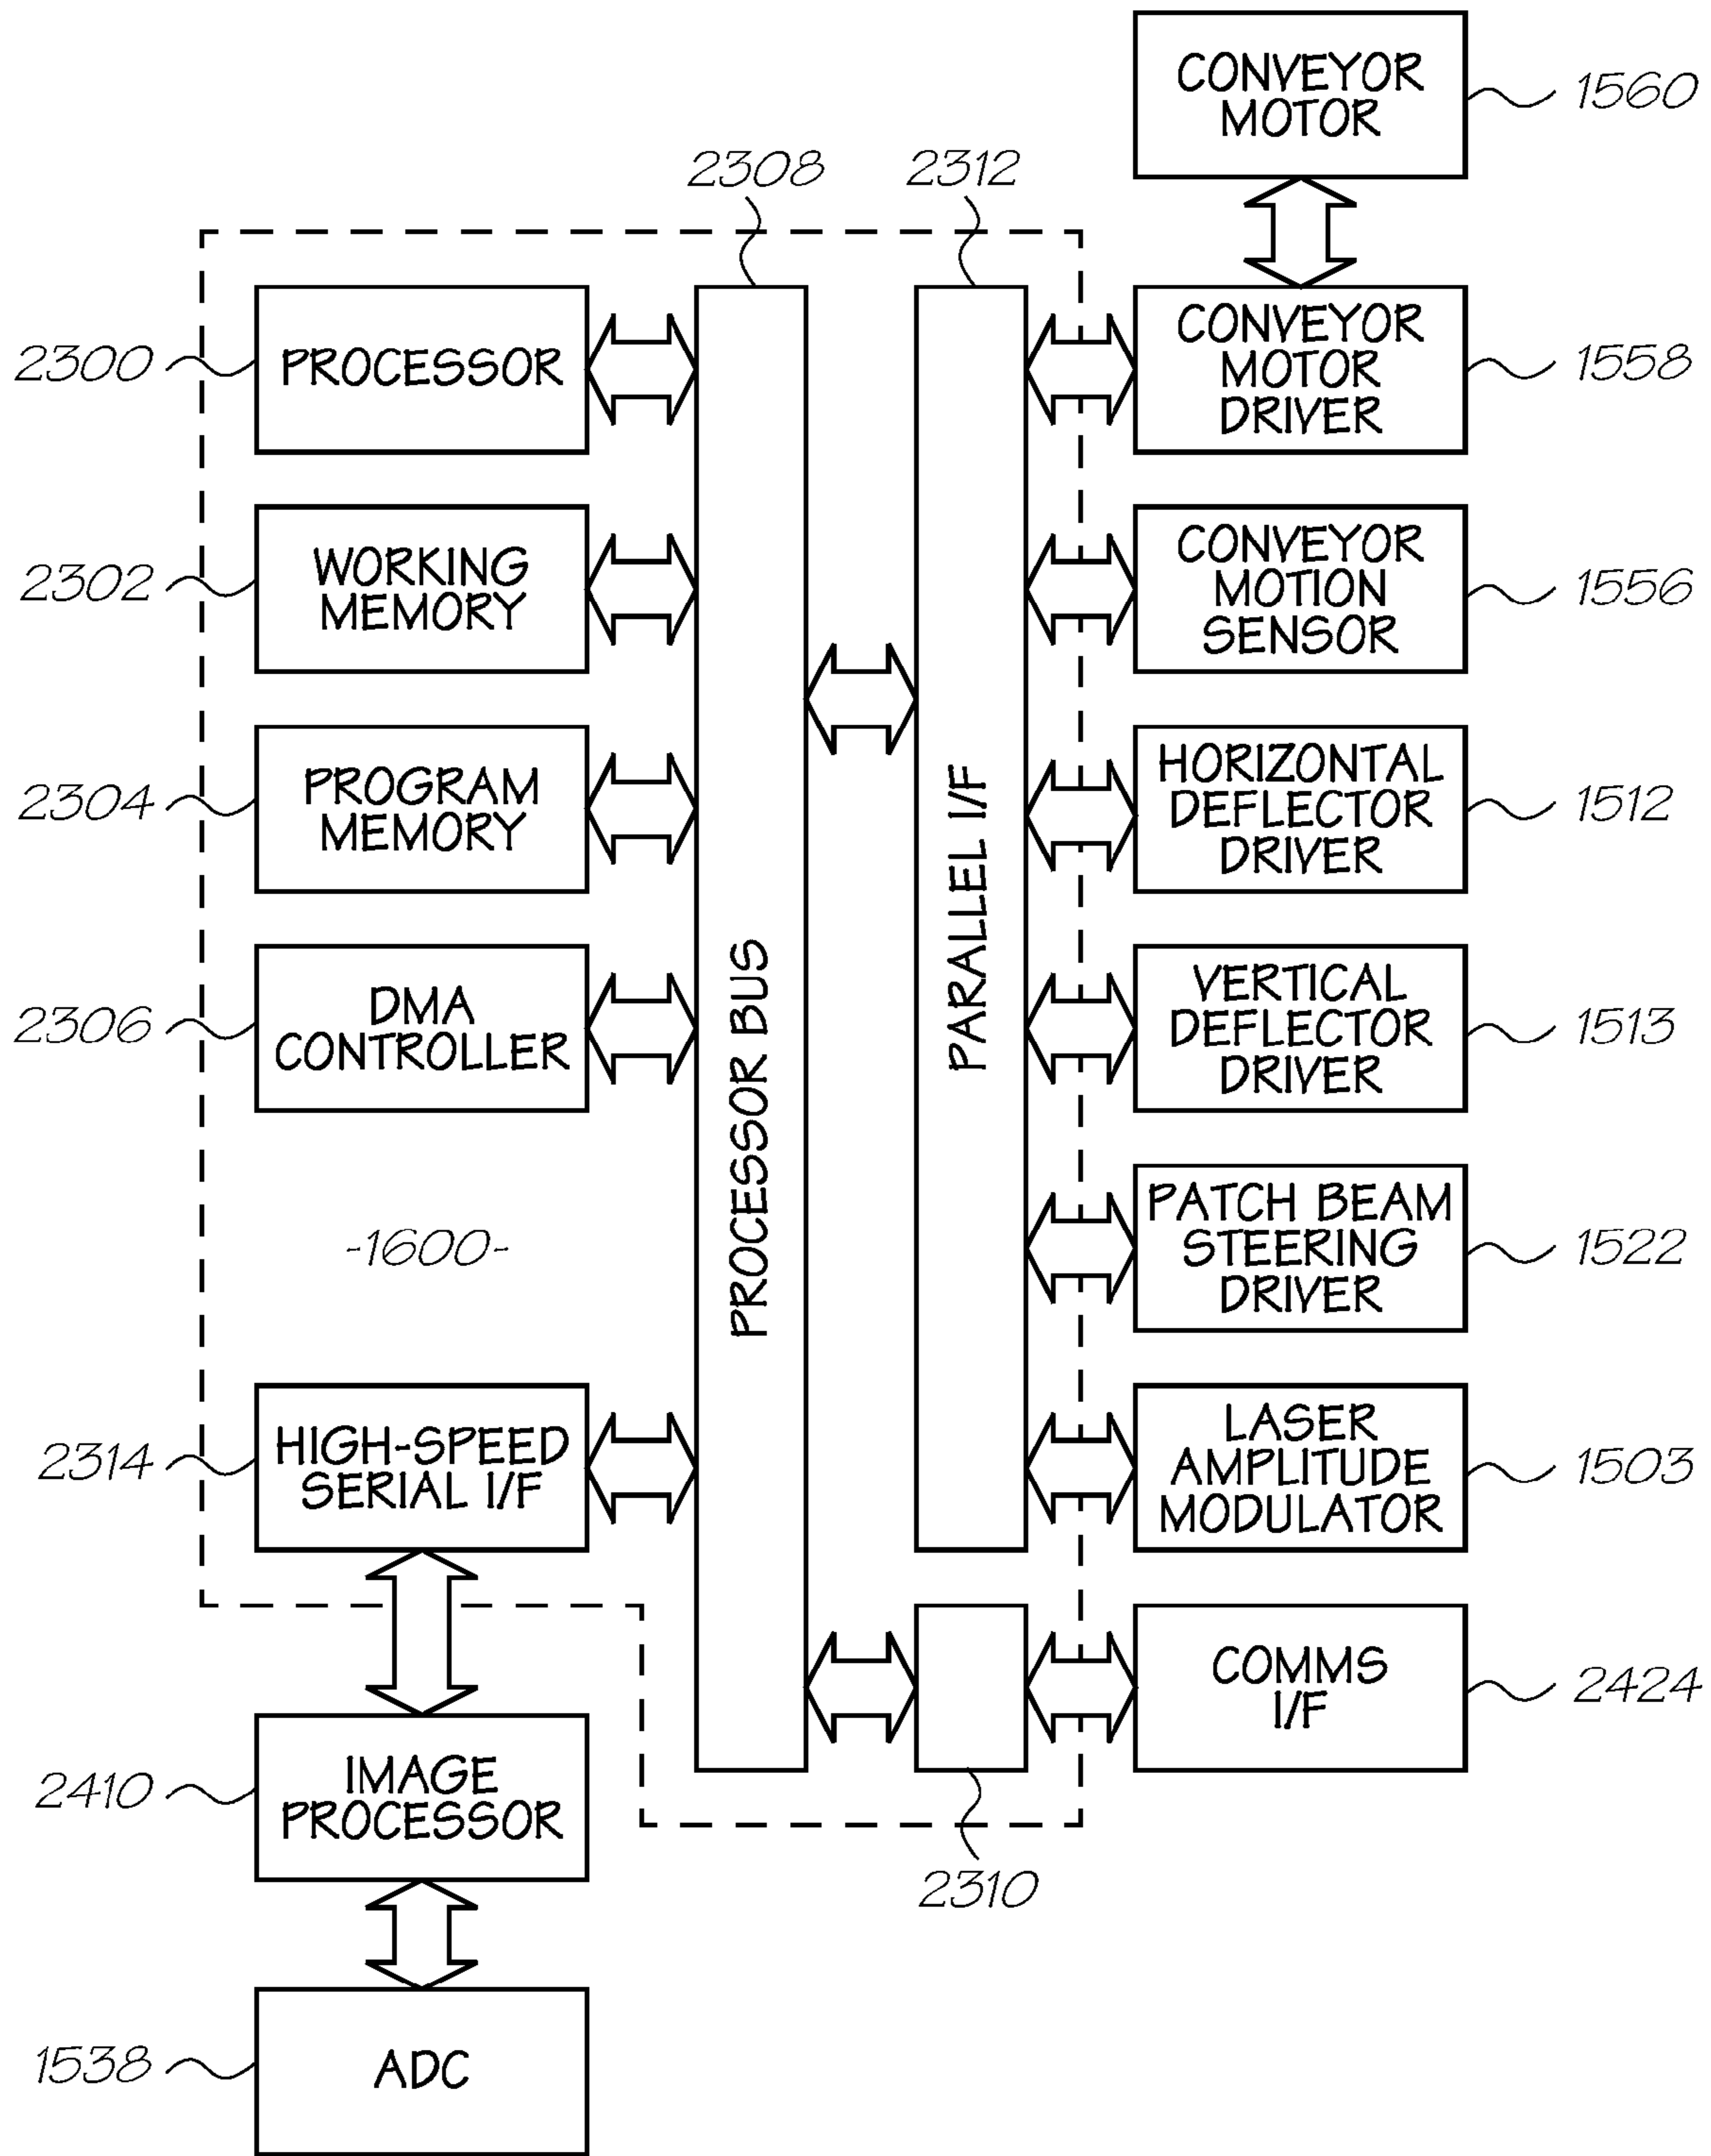 CONVEYOR
MOTOR
1560
2308
2312
2300
PROCESSOR
CONVEYOR
MOTOR
DRIVER
1558
2302
WORKING
MEMORY
CONVEYOR
MOTION
SENSOR
1556
2304
PROGRAM
MEMORY
HORIZONTAL
DEFLECTOR
DRIVER
1512
2306
DMA
CONTROLLER
PROCESSOR BUS
PARALLEL I/F
VERTICAL
DEFLECTOR
DRIVER
1513
-1600-
PATCH BEAM
STEERING
DRIVER
1522
2314
HIGH-SPEED
SERIAL I/F
LASER
AMPLITUDE
MODULATOR
1503
COMMS
I/F
2424
2410
IMAGE
PROCESSOR
2310
1538
ADC